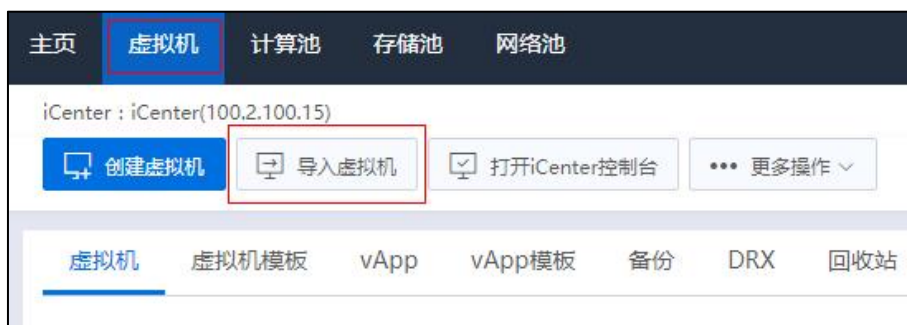 主页 虚拟机 计算池 存储池 网络池
iCenter : iCenter(100.2.100.15)
创建虚拟机 导入虚拟机 打开iCenter控制台 ••• 更多操作
虚拟机 虚拟机模板 vApp vApp模板 备份 DRX 回收站